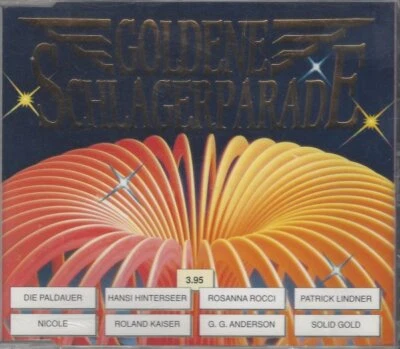 GOLDENE
SCHLAGERPARADE
3.95
DIE PALDAUER HANSI HINTERSEER ROSANNA ROCCI PATRICK LINDNER
NICOLE ROLAND KAISER G. G. ANDERSON SOLID GOLD